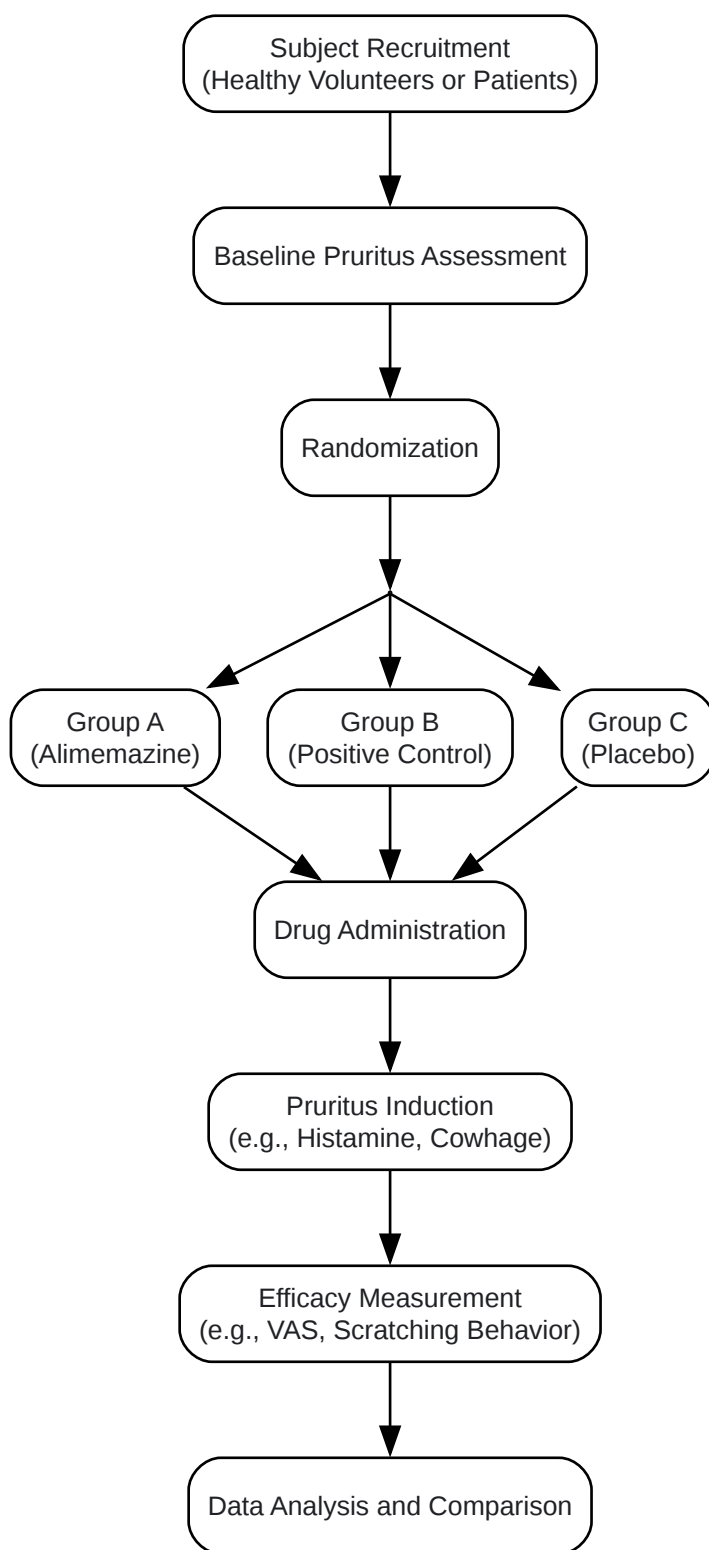 Subject Recruitment
(Healthy Volunteers or Patients)
Baseline Pruritus Assessment
Randomization
Group A
(Alimemazine)
Group B
(Positive Control)
Group C
(Placebo)
Drug Administration
Pruritus Induction
(e.g., Histamine, Cowhage)
Efficacy Measurement
(e.g., VAS, Scratching Behavior)
Data Analysis and Comparison